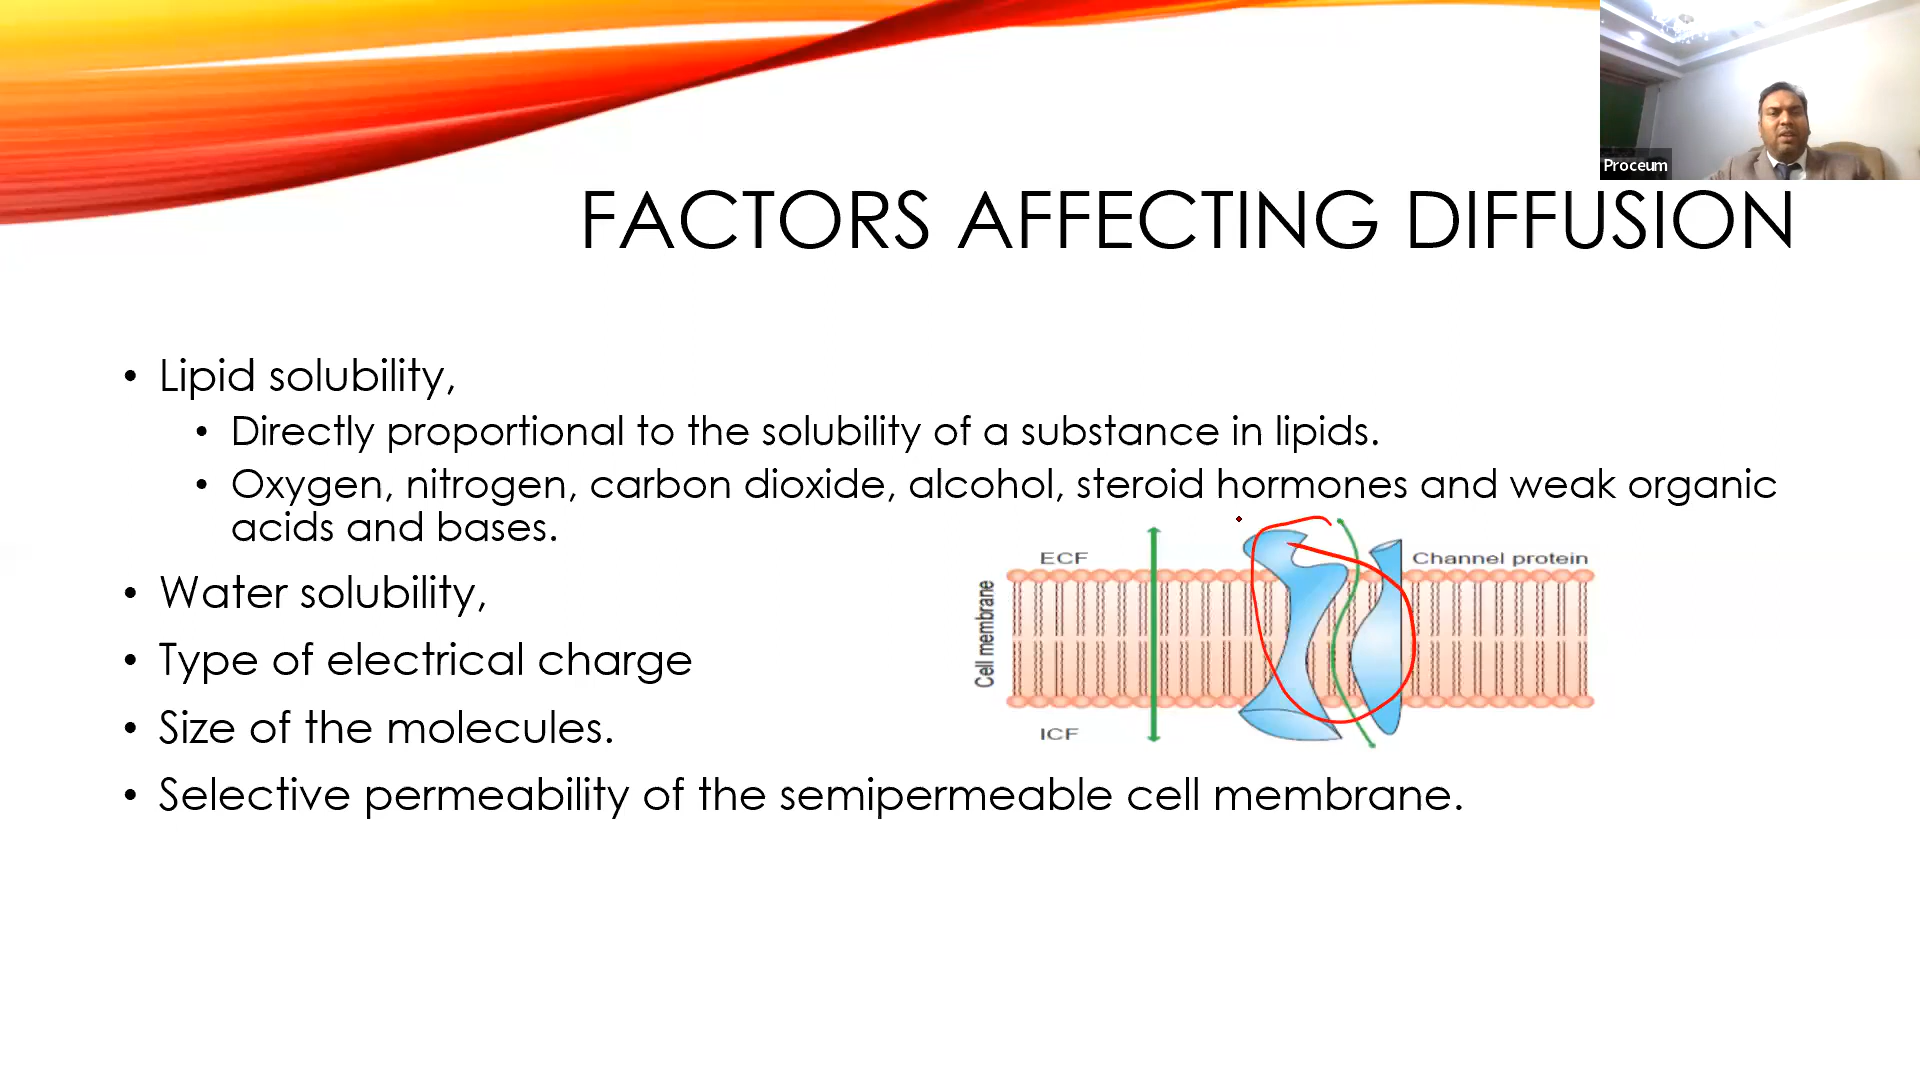 Proceum
FACTORS AFFECTING DIFFUSION
• Lipid solubility,
• Directly proportional to the solubility of a substance in lipids.
• Oxygen, nitrogen, carbon dioxide, alcohol, steroid hormones and weak organic
acids and bases.
ECF
Channel protein
Cell membrane
ICF
• Water solubility,
• Type of electrical charge
• Size of the molecules.
• Selective permeability of the semipermeable cell membrane.